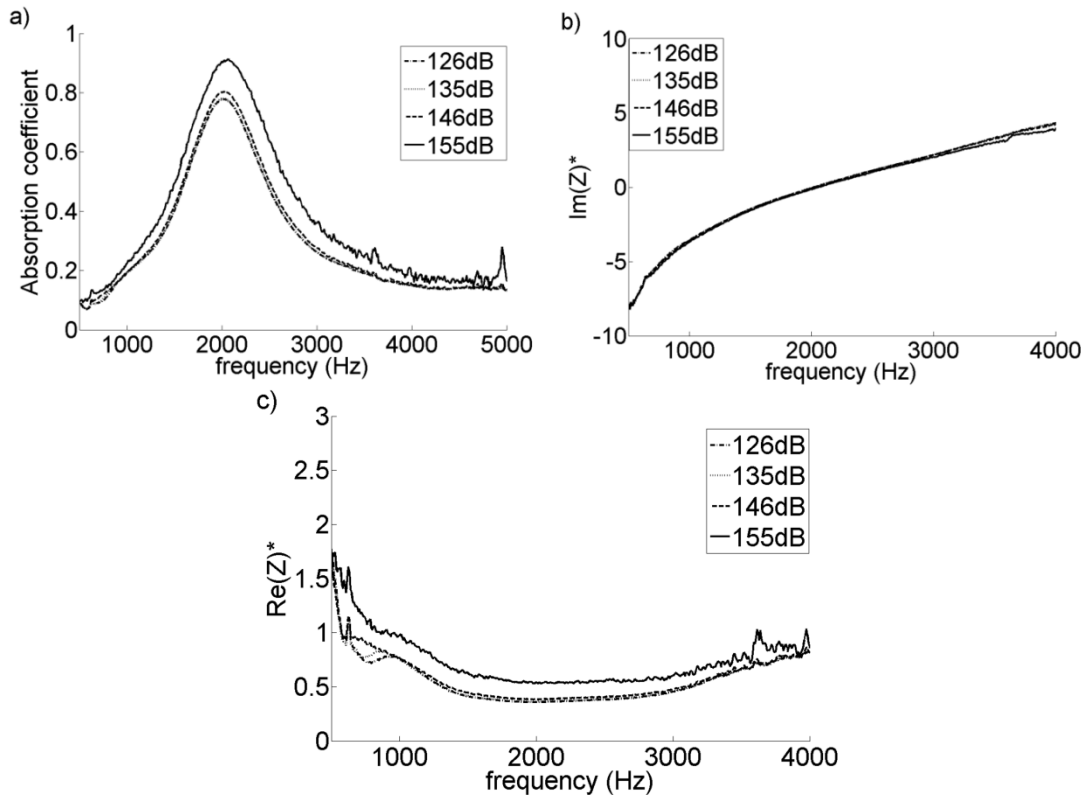 a)
Absorption coefficient
1
0.8
0.6
0.4
0.2
0
1000 2000 3000 4000 5000
frequency (Hz)
126dB
135dB
146dB
155dB
b)
Im(Z)*
10
5
0
-5
-10
1000 2000 3000 4000
frequency (Hz)
126dB
135dB
146dB
155dB
c)
Re(Z)*
3
2.5
2
1.5
1
0.5
0
1000 2000 3000 4000
frequency (Hz)
126dB
135dB
146dB
155dB